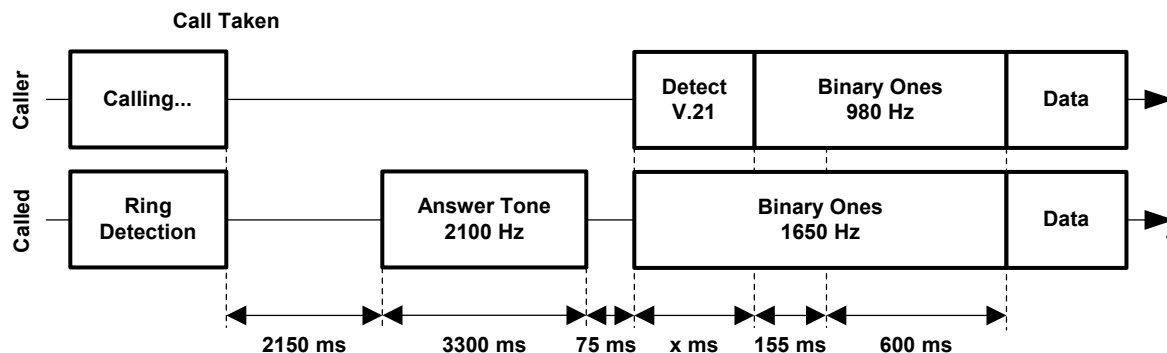 Call Taken
Caller
Calling...
Detect
V.21
Binary Ones
980 Hz
Data
Called
Ring
Detection
Answer Tone
2100 Hz
Binary Ones
1650 Hz
Data
2150 ms
3300 ms
75 ms
x ms
155 ms
600 ms